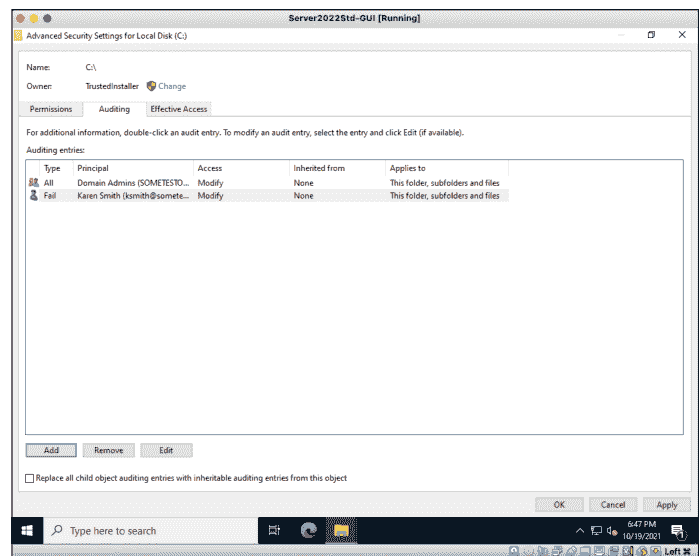 Server2022Std-GUI [Running]
Advanced Security Settings for Local Disk (C:)
Name: C:\
Owner: TrustedInstaller Change
Permissions Auditing Effective Access
For additional information, double-click an audit entry. To modify an audit entry, select the entry and click Edit (if available).
Auditing entries:
Type Principal Access Inherited from Applies to
All Domain Admins (SOMETESTO... Modify None This folder, subfolders and files
Fail Karen Smith (ksmith@somete... Modify None This folder, subfolders and files
Add Remove Edit
Replace all child object auditing entries with inheritable auditing entries from this object
OK Cancel Apply
Type here to search
6:47 PM
10/19/2021
Left ⌘